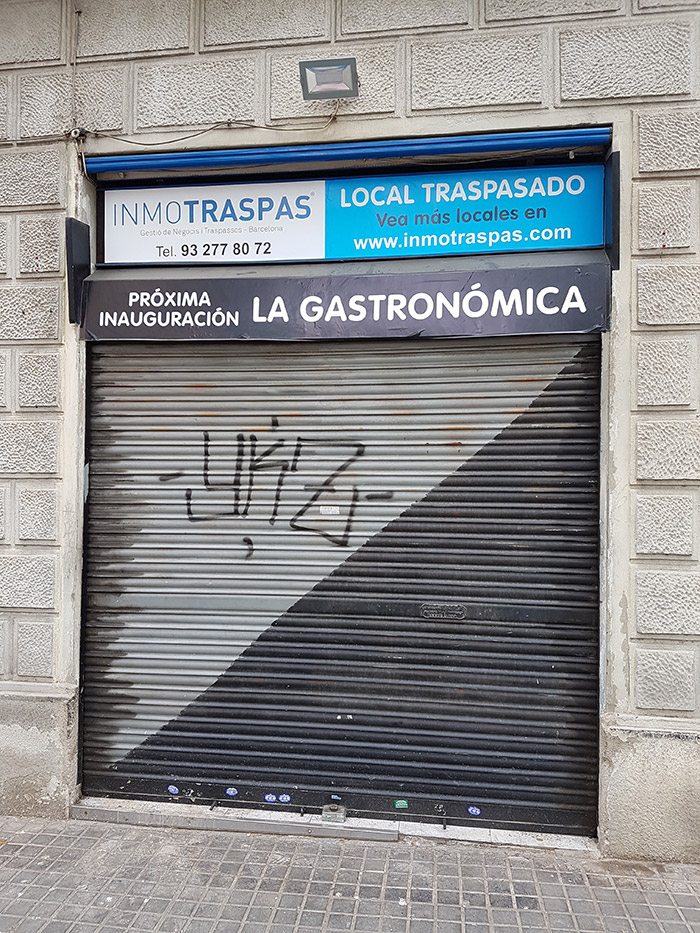 INMOTRASPAS®
Gestió de Negocis i Traspassos - Barcelona
Tel. 93 277 80 72
LOCAL TRASPASADO
Vea más locales en
www.inmotraspas.com
PRÓXIMA
INAUGURACIÓN
LA GASTRONÓMICA